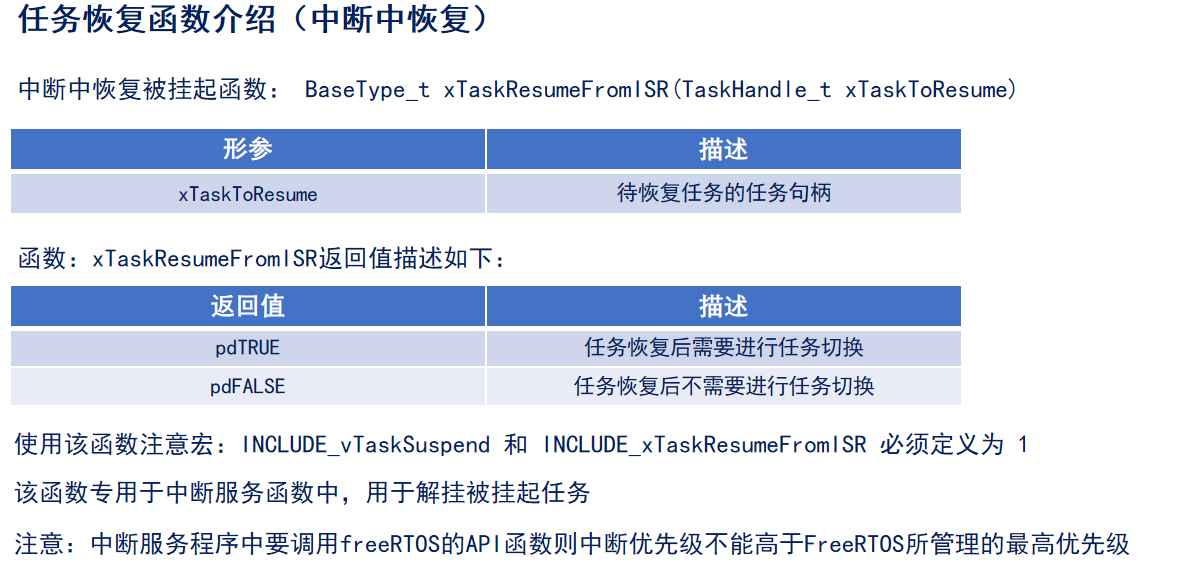 任务恢复函数介绍（中断中恢复）
中断中恢复被挂起函数： BaseType_t xTaskResumeFromISR(TaskHandle_t xTaskToResume)
形参 描述
xTaskToResume 待恢复任务的任务句柄
函数：xTaskResumeFromISR返回值描述如下：
返回值 描述
pdTRUE 任务恢复后需要进行任务切换
pdFALSE 任务恢复后不需要进行任务切换
使用该函数注意宏：INCLUDE_vTaskSuspend 和 INCLUDE_xTaskResumeFromISR 必须定义为 1
该函数专用于中断服务函数中，用于解挂被挂起任务
注意：中断服务程序中要调用freeRTOS的API函数则中断优先级不能高于FreeRTOS所管理的最高优先级